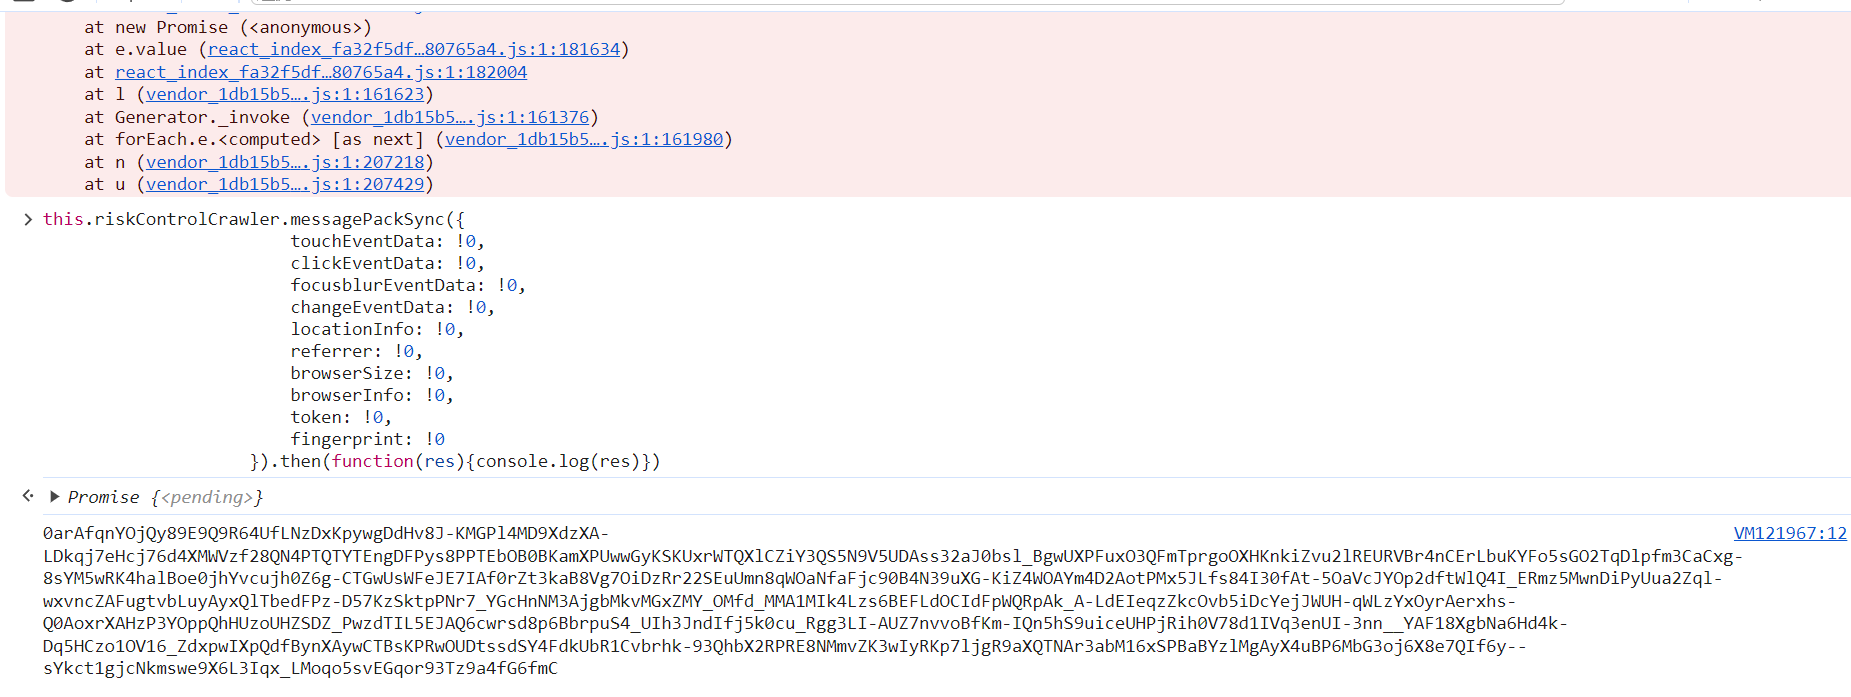 at new Promise (<anonymous>)
at e.value (react_index_fa32f5df…80765a4.js:1:181634)
at react_index_fa32f5df…80765a4.js:1:182004
at l (vendor_1db15b5….js:1:161623)
at Generator._invoke (vendor_1db15b5….js:1:161376)
at forEach.e.<computed> [as next] (vendor_1db15b5….js:1:161980)
at n (vendor_1db15b5….js:1:207218)
at u (vendor_1db15b5….js:1:207429)
this.riskControlCrawler.messagePackSync({
touchEventData: !0,
clickEventData: !0,
focusblurEventData: !0,
changeEventData: !0,
locationInfo: !0,
referrer: !0,
browserSize: !0,
browserInfo: !0,
token: !0,
fingerprint: !0
}).then(function(res){console.log(res)})
Promise {<pending>}
0arAfqnYOjQy89E9Q9R64UfLNzDxKpywgDdHv8J-KMGPl4MD9XdzXA- VM121967:12
LDkqj7eHcj76d4XMWVzf28QN4PTQTYTEngDFPys8PPTEbOB0BKamXPUwwGyKSKUxrWTQXlCZiY3QS5N9V5UDAss32aJ0bsl_BgwUXPFuxO3QFmTprgoOXHKnkiZvu2lREURVBr4nCErLbuKYFo5sGO2TqDlpfm3CaCxg-
8sYM5wRK4halBoe0jhYvcujh0Z6g-CTGwUsWFeJE7IAf0rZt3kaB8Vg7OiDzRr22SEuUmn8qWOaNfaFjc90B4N39uXG-KiZ4WOAYm4D2AotPMx5JLfs84I30fAt-5OaVcJYOp2dftWlQ4I_ERmz5MwnDiPyUua2Zql-
wxvncZAFugtvbLuyAyxQlTbedFPz-D57KzSktpPNr7_YGcHnNM3AjgbMkvMGxZMY_OMfd_MMA1MIk4Lzs6BEFLdOCIdFpWQRpAk_A-LdEIeqzZkcOvb5iDcYejJWUH-qWLzYxOyrAerxhs-
Q0AoxrXAHzP3YOppQhHUzoUHZSDZ_PwzdTIL5EJAQ6cwrsd8p6BbrpuS4_UIh3JndIfj5k0cu_Rgg3LI-AUZ7nvvoBfKm-IQn5hS9uiceUHPjRih0V78d1IVq3enUI-3nn__YAF18XgbNa6Hd4k-
Dq5HCzo1OV16_ZdxpwIXpQdfBynXAywCTBsKPRwOUDtssdSY4FdkUbR1Cvbrhk-93QhbX2RPRE8NMmvZK3wIyRKp7ljgR9aXQTNAr3abM16xSPBaBYzlMgAyX4uBP6MbG3oj6X8e7QIf6y--
sYkct1gjcNkmswe9X6L3Iqx_LMoqo5svEGqor93Tz9a4fG6fmC